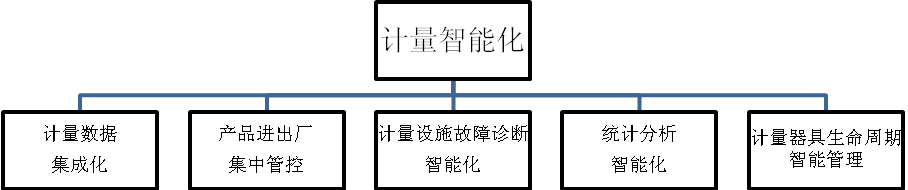 计量智能化
计量数据
集成化
产品进出厂
集中管控
计量设施故障诊断
智能化
统计分析
智能化
计量器具生命周期
智能管理